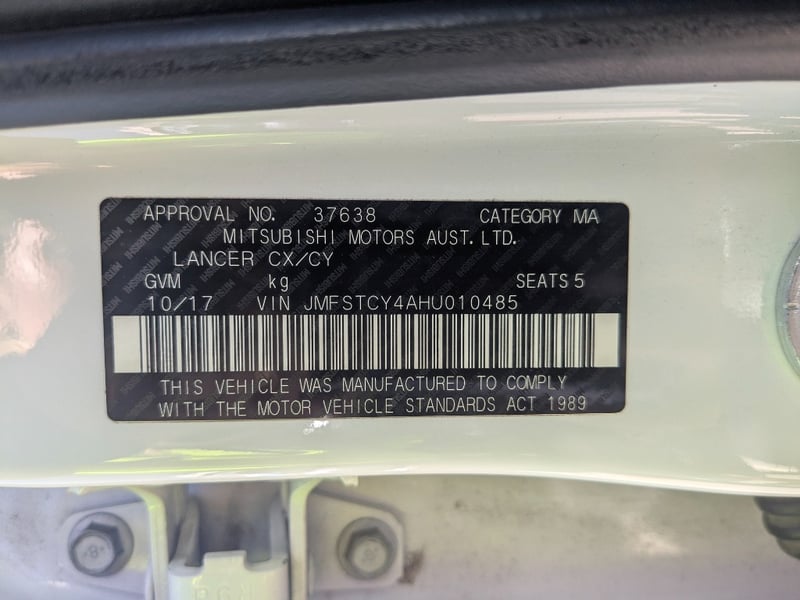 APPROVAL NO. 37638 CATEGORY MA
MITSUBISHI MOTORS AUST. LTD.
LANCER CX/CY
GVM kg SEATS 5
10/17 VIN JMFSTCY4AHU010485
THIS VEHICLE WAS MANUFACTURED TO COMPLY
WITH THE MOTOR VEHICLE STANDARDS ACT 1989
8